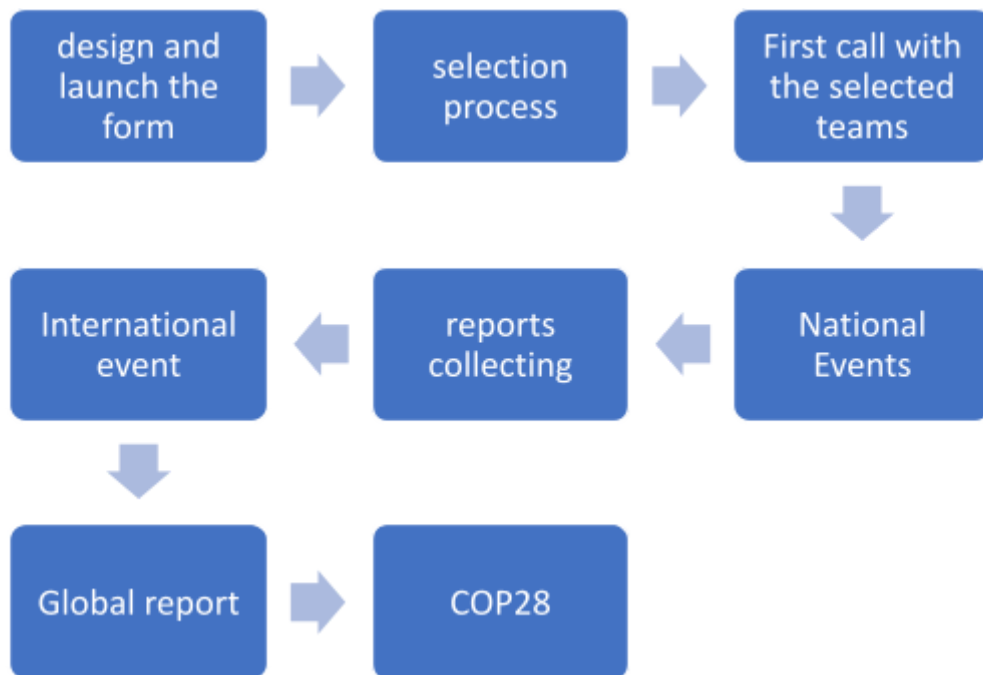 design and
launch the
form
selection
process
First call with
the selected
teams
National
Events
reports
collecting
International
event
Global report
COP28